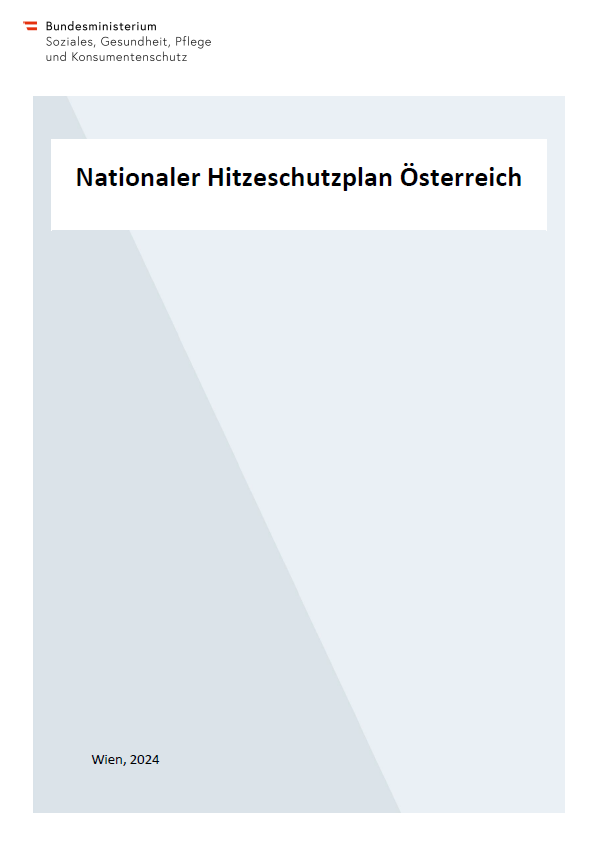 Bundesministerium
Soziales, Gesundheit, Pflege
und Konsumentenschutz
Nationaler Hitzeschutzplan Österreich
Wien, 2024